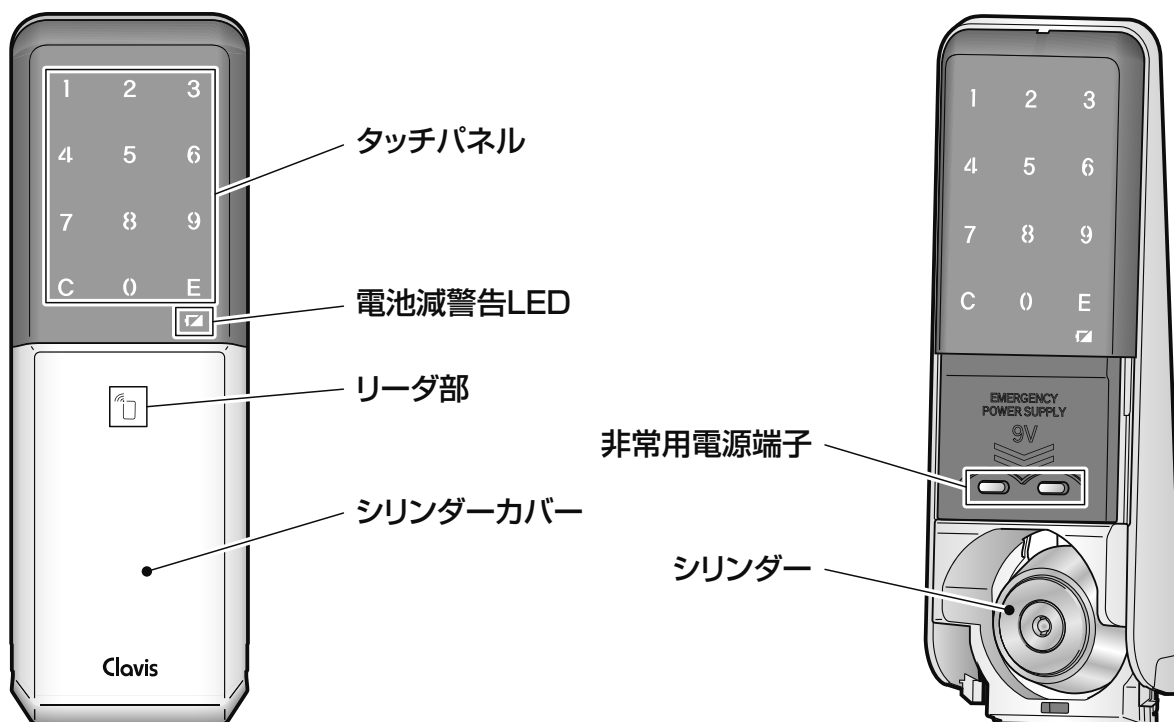 1 2 3
4 5 6
7 8 9
C 0 E
タッチパネル
電池減警告LED
リーダ部
シリンダーカバー
Clavis
1 2 3
4 5 6
7 8 9
C 0 E
EMERGENCY
POWER SUPPLY
9V
非常用電源端子
シリンダー